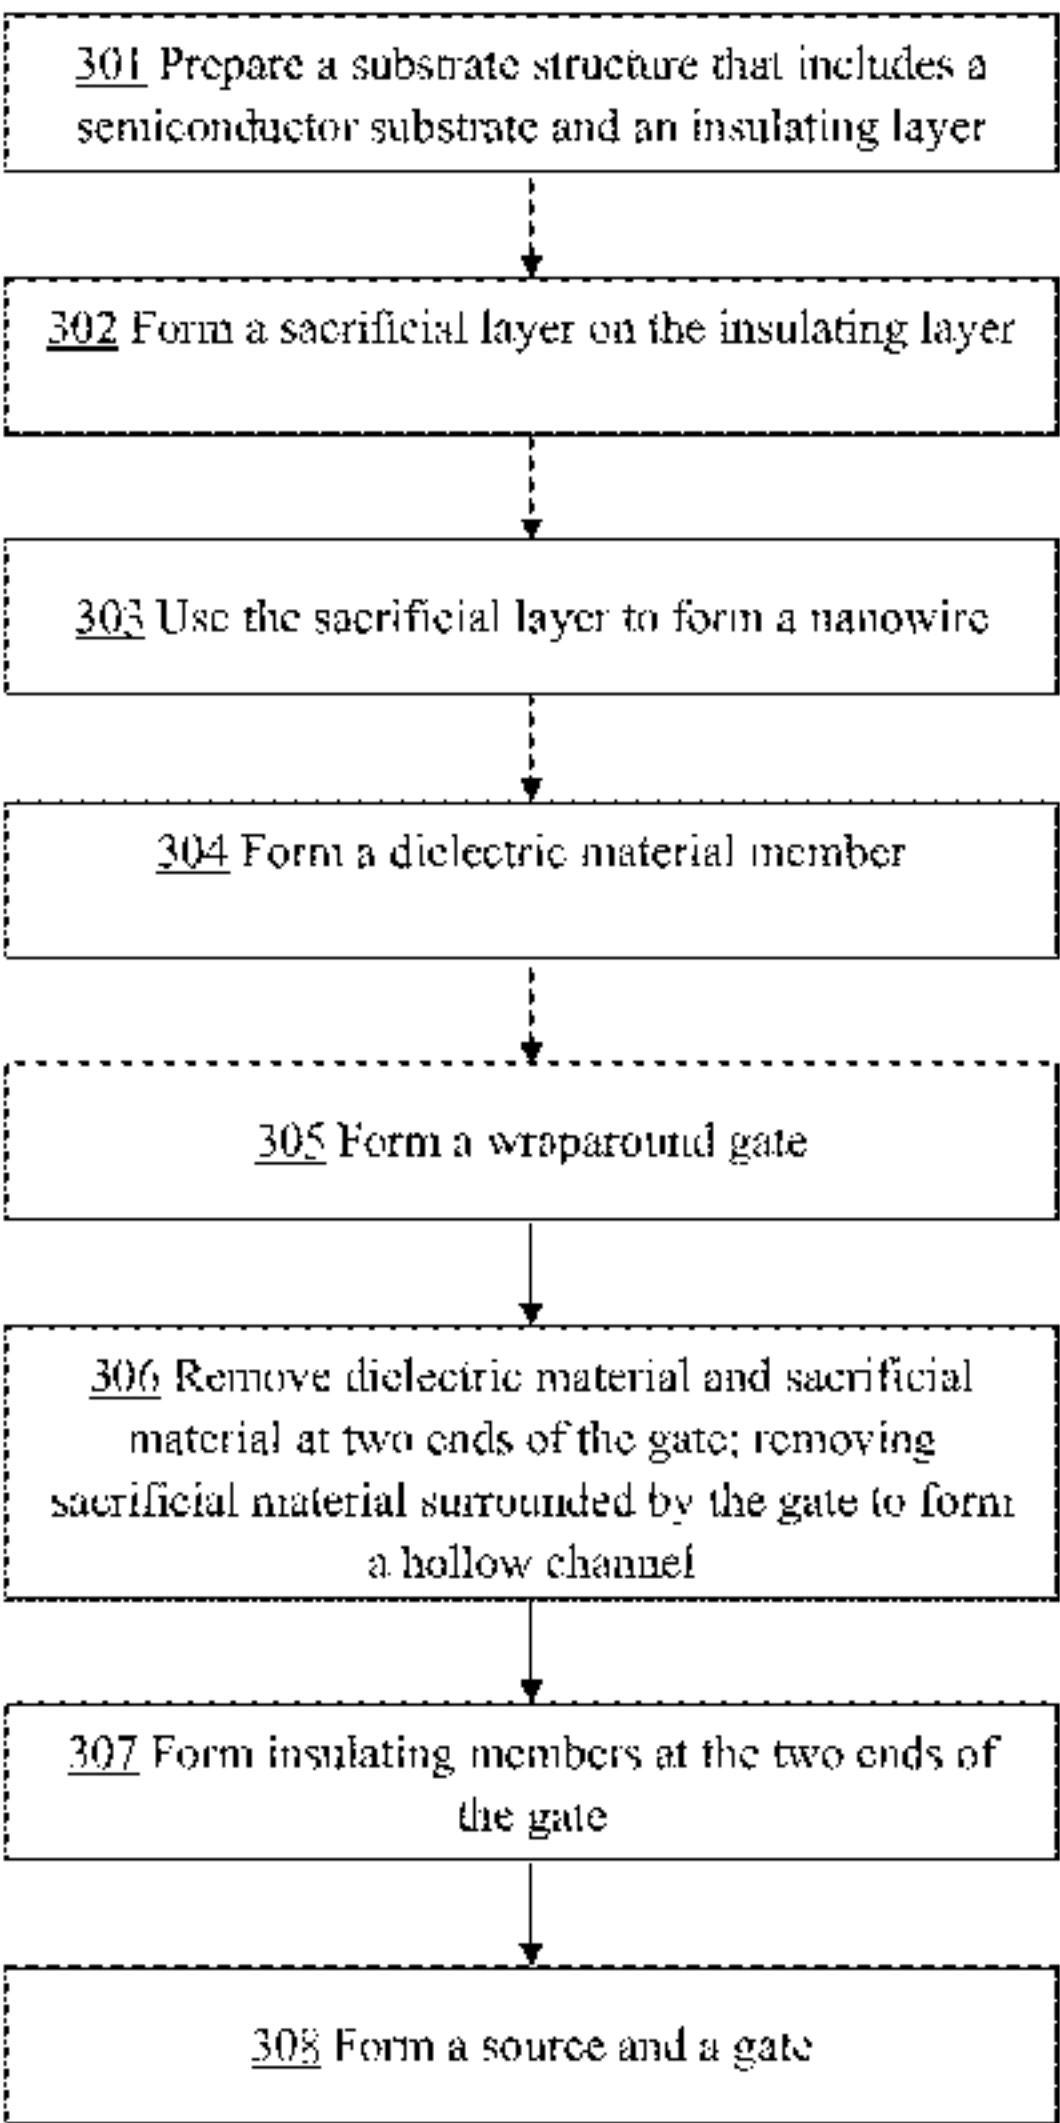 301 Prepare a substrate structure that includes a
semiconductor substrate and an insulating layer
302 Form a sacrificial layer on the insulating layer
303 Use the sacrificial layer to form a nanowire
304 Form a dielectric material member
305 Form a wraparound gate
306 Remove dielectric material and sacrificial
material at two ends of the gate; removing
sacrificial material surrounded by the gate to form
a hollow channel
307 Form insulating members at the two ends of
the gate
308 Form a source and a gate